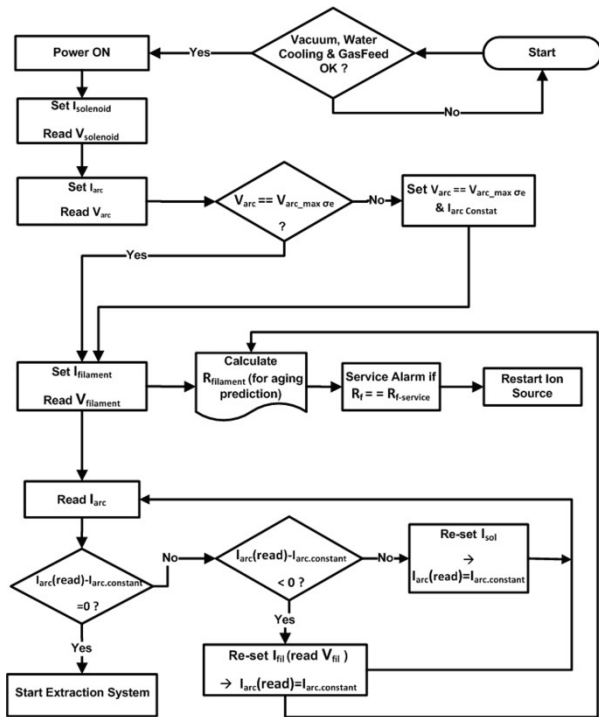 Start
Vacuum, Water
Cooling & GasFeed
OK ?
Yes
No
Power ON
Set Isolenoid
Read Vsolenoid
Set Iarc
Read Varc
Varc == Varc_max σe
?
No
Yes
Set Varc == Varc_max σe
& Iarc Constat
Set Ifilament
Read Vfilament
Calculate
Rfilament (for aging
prediction)
Service Alarm if
Rf = = Rf-service
Restart Ion
Source
Read Iarc
Iarc(read)-Iarc.constant
=0 ?
No
Yes
Iarc(read)-Iarc.constant
< 0 ?
No
Yes
Re-set Isol
→
Iarc(read)=Iarc.constant
Re-set Ifil (read Vfil )
→ Iarc(read)=Iarc.constant
Start Extraction System